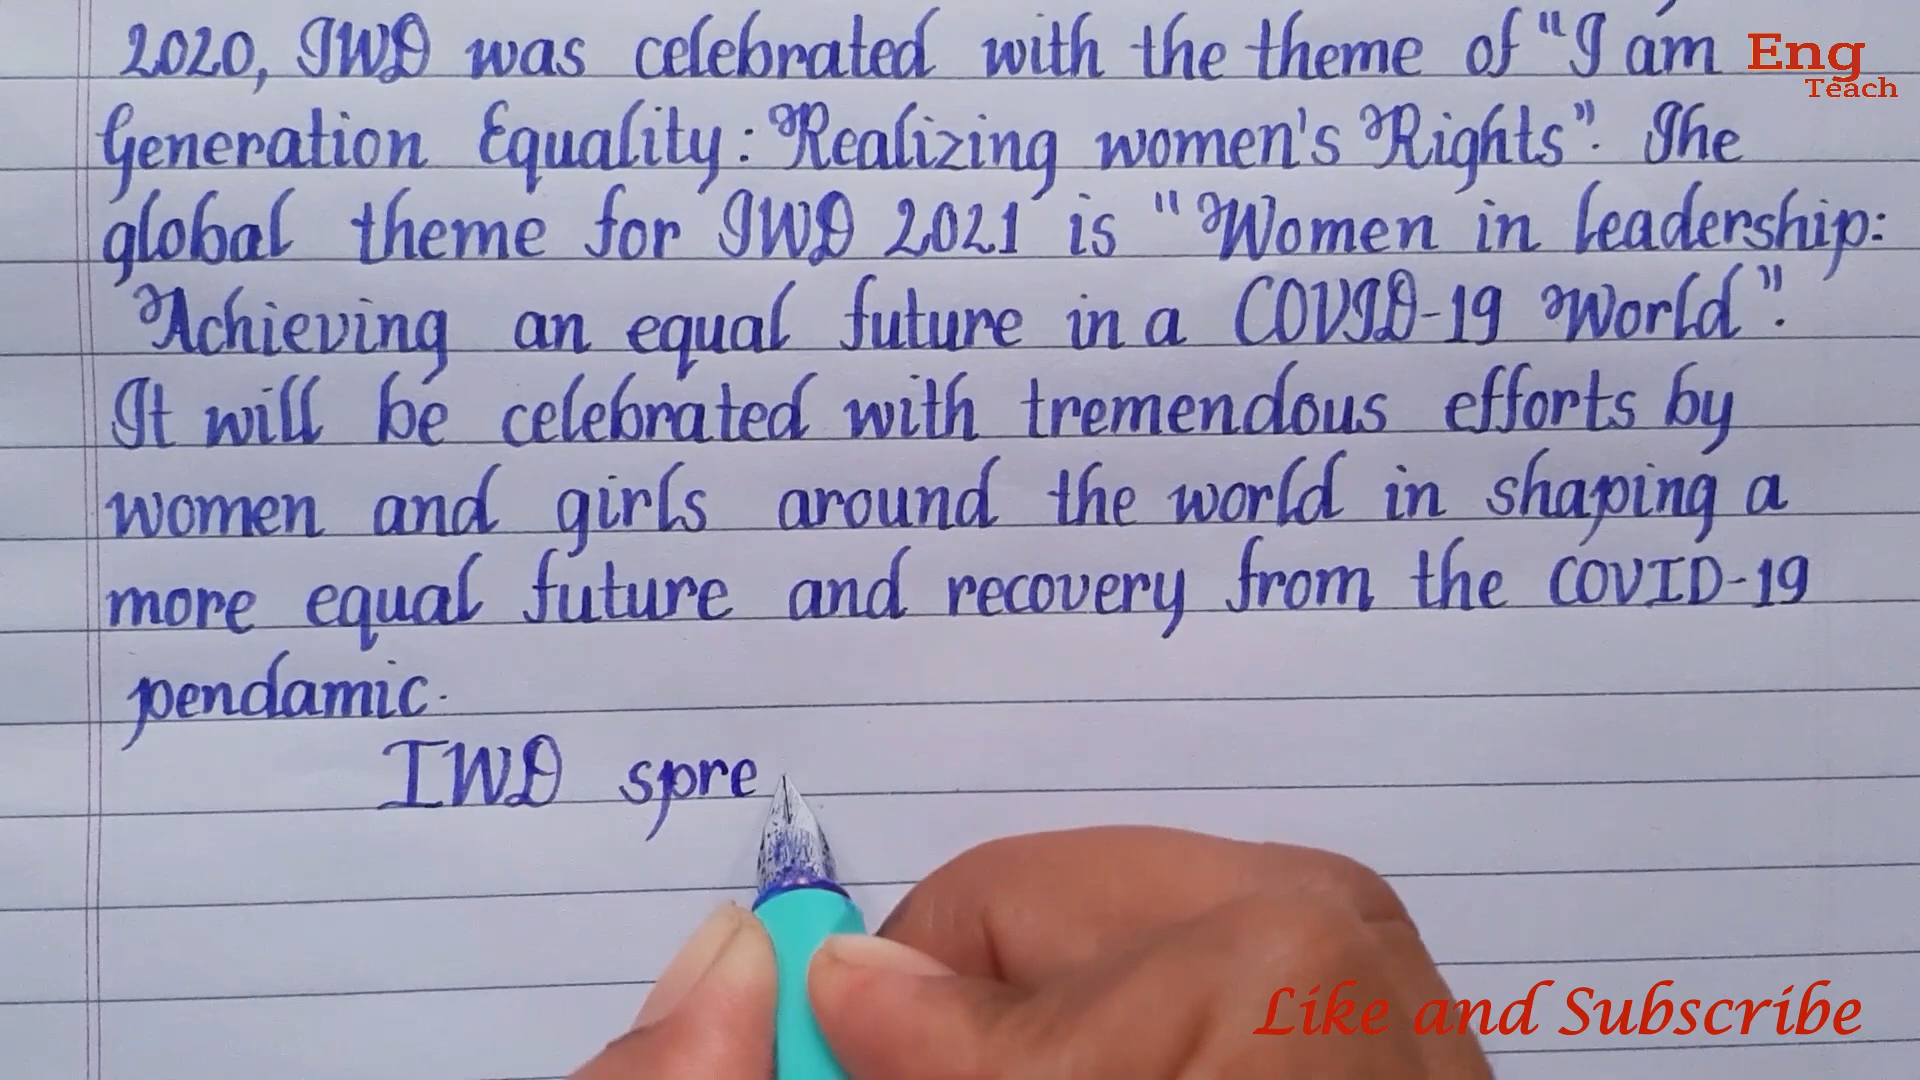 2020, IWD was celebrated with the theme of "I am
Generation Equality: Realizing women's Rights". The
global theme for IWD 2021 is "Women in leadership:
Achieving an equal future in a COVID-19 World".
It will be celebrated with tremendous efforts by
women and girls around the world in shaping a
more equal future and recovery from the COVID-19
pendamic.
IWD spre
Eng
Teach
Like and Subscribe